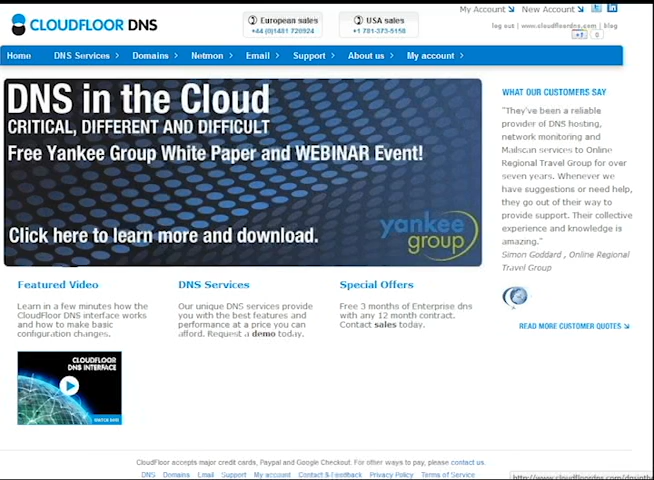 My Account New Account
CLOUDFLOOR DNS
European sales
+44 (0)1481 720924
USA sales
+1 781-373-5158
log out | www.cloudfloordns.com | blog
+1 0
Home DNS Services Domains Netmon Email Support About us My account
DNS in the Cloud
CRITICAL, DIFFERENT AND DIFFICULT
Free Yankee Group White Paper and WEBINAR Event!
Click here to learn more and download.
yankee
group
WHAT OUR CUSTOMERS SAY
"They've been a reliable
provider of DNS hosting,
network monitoring and
Mailscan services to Online
Regional Travel Group for over
seven years. Whenever we
have suggestions or need help,
they go out of their way to
provide support. Their collective
experience and knowledge is
amazing."
Simon Goddard , Online Regional
Travel Group
READ MORE CUSTOMER QUOTES
Featured Video
Learn in a few minutes how the
CloudFloor DNS interface works
and how to make basic
configuration changes.
CLOUDFLOOR
DNS INTERFACE
WATCH DNS
DNS Services
Our unique DNS services provide
you with the best features and
performance at a price you can
afford. Request a demo today.
Special Offers
Free 3 months of Enterprise dns
with any 12 month contract.
Contact sales today.
CloudFloor accepts major credit cards, Paypal and Google Checkout. For other ways to pay, please contact us.
DNS Domains Email Support My account Contact & Feedback Privacy Policy Terms of Service